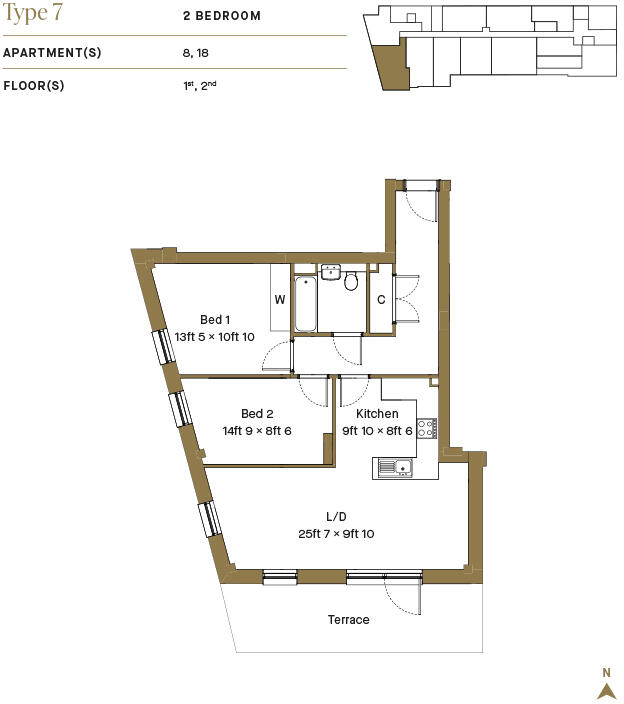 Type 7
2 BEDROOM
APARTMENT(S) 8, 18
FLOOR(S) 1st, 2nd
W
C
Bed 1
13ft 5 × 10ft 10
Bed 2
14ft 9 × 8ft 6
Kitchen
9ft 10 × 8ft 6
L/D
25ft 7 × 9ft 10
Terrace
N